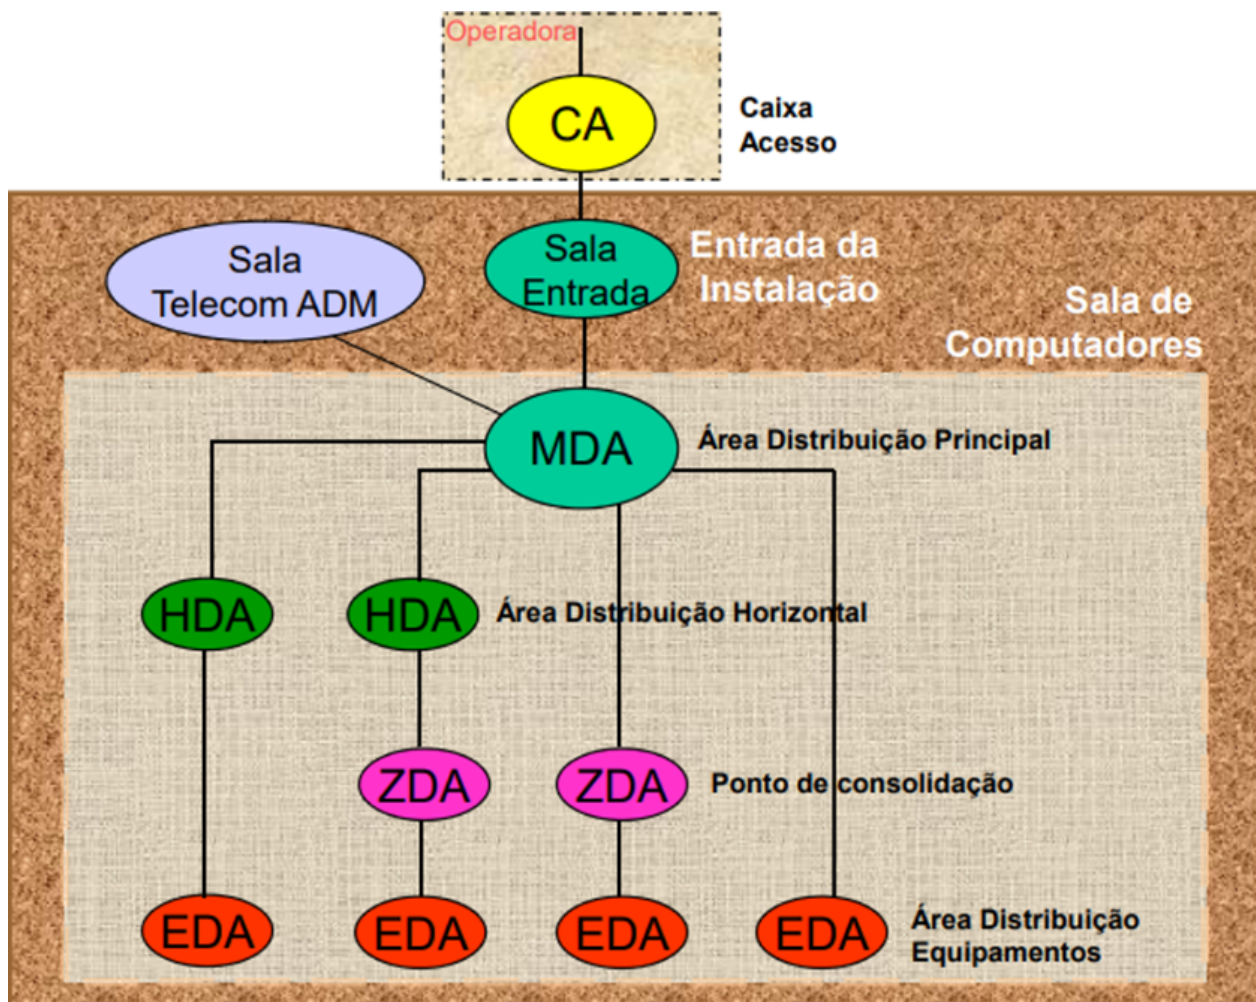 Operadora
CA
Caixa
Acesso
Sala
Telecom ADM
Sala
Entrada
Entrada da
Instalação
Sala de
Computadores
MDA
Área Distribuição Principal
HDA
HDA
Área Distribuição Horizontal
ZDA
ZDA
Ponto de consolidação
EDA
EDA
EDA
EDA
Área Distribuição
Equipamentos